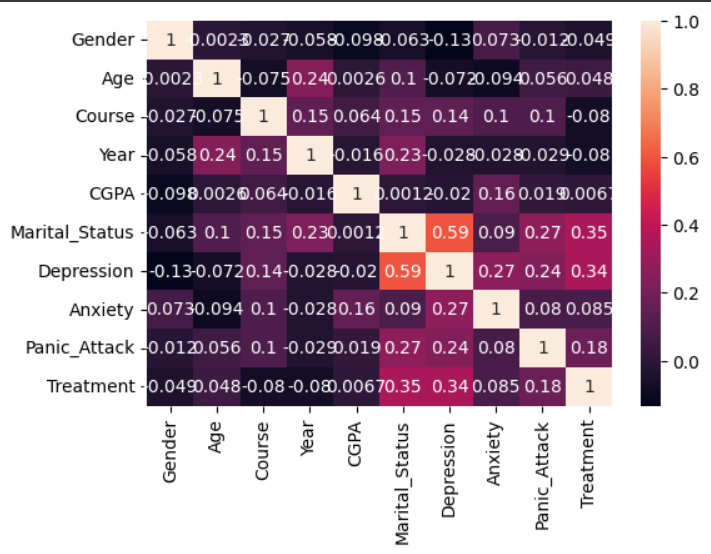 1.0
0.8
0.6
0.4
0.2
0.0
Gender 1 0.0023 -0.027 -0.058 -0.098 -0.063 -0.13 0.073 -0.012 -0.049
Age 1 -0.075 0.24 0.0026 0.1 -0.072 -0.094 0.056 0.048
Course -0.027 -0.075 1 0.15 0.064 0.15 0.14 0.1 0.1 -0.08
Year -0.058 0.24 0.15 1 -0.016 0.23 -0.028 -0.028 -0.029 -0.08
CGPA -0.098 0.0026 0.064 -0.016 1 0.0012 -0.02 0.16 0.019 0.0067
Marital_Status -0.063 0.1 0.15 0.23 0.0012 1 0.59 0.09 0.27 0.35
Depression -0.13 -0.072 0.14 -0.028 -0.02 0.59 1 0.27 0.24 0.34
Anxiety 0.073 -0.094 0.1 -0.028 0.16 0.09 0.27 1 0.08 0.085
Panic_Attack -0.012 0.056 0.1 -0.029 0.019 0.27 0.24 0.08 1 0.18
Treatment -0.049 0.048 -0.08 -0.08 0.0067 0.35 0.34 0.085 0.18 1
Gender
Age
Course
Year
CGPA
Marital_Status
Depression
Anxiety
Panic_Attack
Treatment